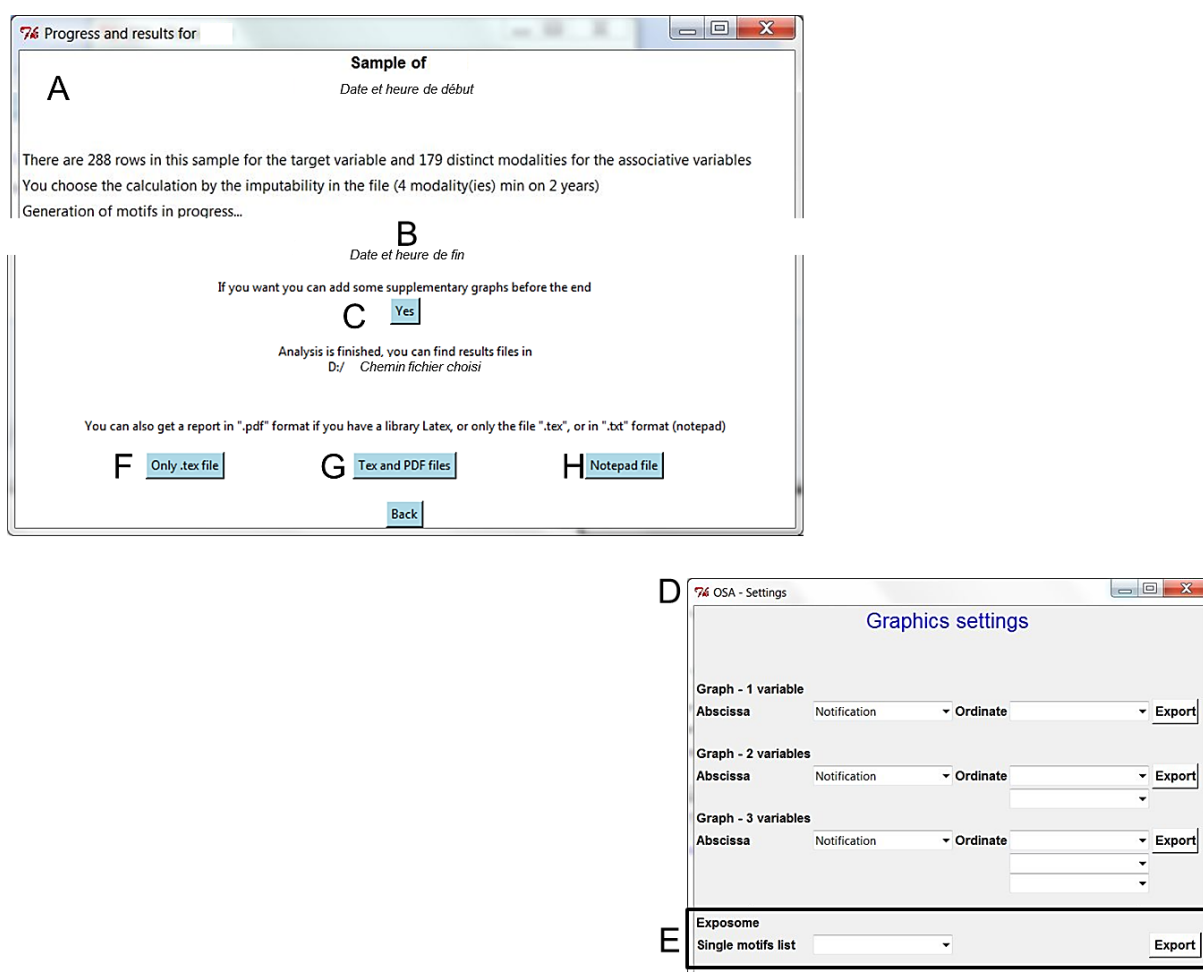 Progress and results for
Sample of
A
Date et heure de début
There are 288 rows in this sample for the target variable and 179 distinct modalities for the associative variables
You choose the calculation by the imputability in the file (4 modality(ies) min on 2 years)
Generation of motifs in progress...
B
Date et heure de fin
If you want you can add some supplementary graphs before the end
C Yes
Analysis is finished, you can find results files in
D:/ Chemin fichier choisi
You can also get a report in ".pdf" format if you have a library Latex, or only the file ".tex", or in ".txt" format (notepad)
F Only .tex file G Tex and PDF files H Notepad file
Back
D OSA - Settings
Graphics settings
Graph - 1 variable
Abscissa Notification Ordinate Export
Graph - 2 variables
Abscissa Notification Ordinate Export
Graph - 3 variables
Abscissa Notification Ordinate Export
Exposome
E Single motifs list Export